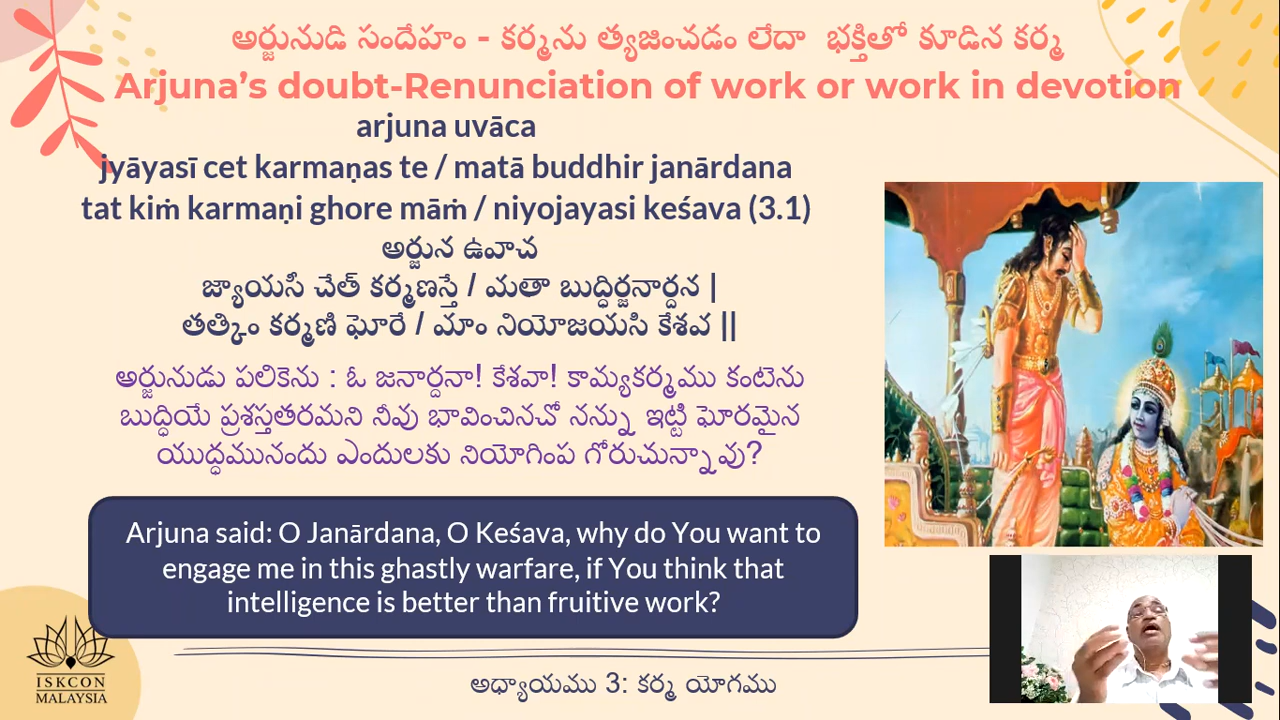 అర్జునుడి సందేహం - కర్మను త్యజించడం లేదా భక్తితో కూడిన కర్మ
Arjuna's doubt-Renunciation of work or work in devotion
arjuna uvāca
jyāyasī cet karmaṇas te / matā buddhir janārdana
tat kiṁ karmaṇi ghore māṁ / niyojayasi keśava (3.1)
అర్జున ఉవాచ
జ్యాయసీ చేత్ కర్మణస్తే / మతా బుద్ధిర్జనార్దన |
తత్కిం కర్మణి ఘోరే / మాం నియోజయసి కేశవ ||
అర్జునుడు పలికెను : ఓ జనార్దనా! కేశవా! కామ్యకర్మము కంటెను
బుద్ధియే ప్రశస్తతరమని నీవు భావించినచో నన్ను ఇట్టి ఘోరమైన
యుద్ధమునందు ఎందులకు నియోగింప గోరుచున్నావు?
Arjuna said: O Janārdana, O Keśava, why do You want to
engage me in this ghastly warfare, if You think that
intelligence is better than fruitive work?
ISKCON
MALAYSIA
అధ్యాయము 3: కర్మ యోగము